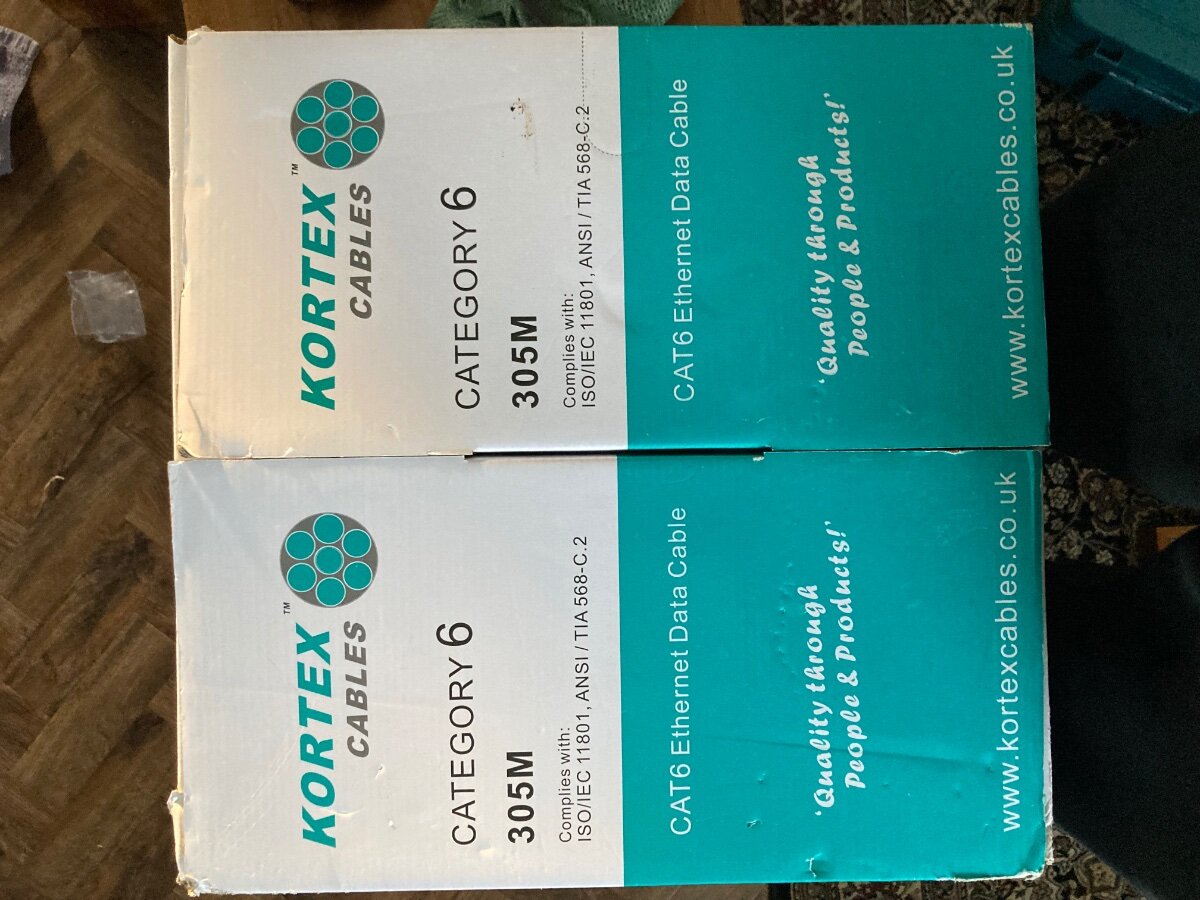 KORTEX™
CABLES
CATEGORY 6
305M
Complies with:
ISO/IEC 11801, ANSI / TIA 568-C.2
CAT6 Ethernet Data Cable
'Quality through
People & Products!'
www.kortexcables.co.uk
KORTEX™
CABLES
CATEGORY 6
305M
Complies with:
ISO/IEC 11801, ANSI / TIA 568-C.2
CAT6 Ethernet Data Cable
'Quality through
People & Products!'
www.kortexcables.co.uk